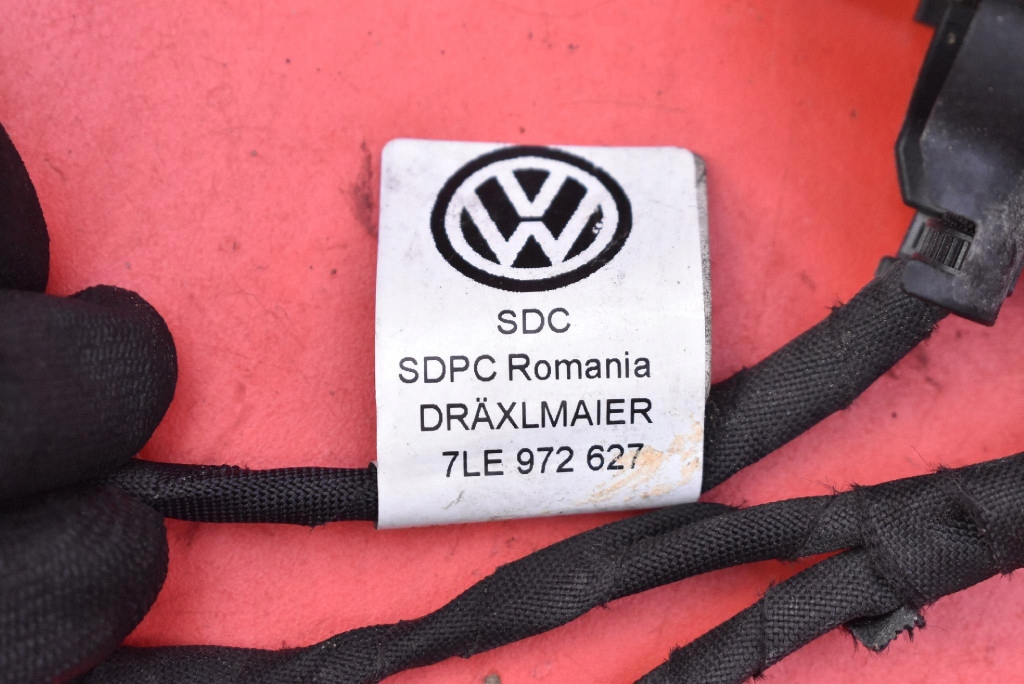 SDC
SDPC Romania
DRÄXLMAIER
7LE 972 627